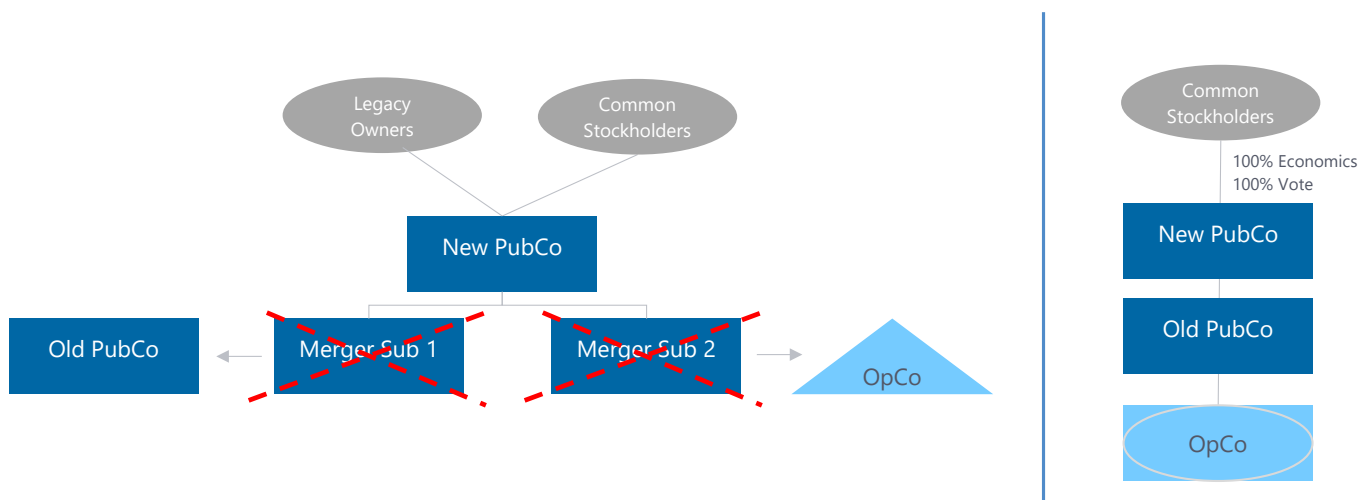 Legacy
Owners
Common
Stockholders
New PubCo
Old PubCo
Merger Sub 1
Merger Sub 2
OpCo
Common
Stockholders
100% Economics
100% Vote
New PubCo
Old PubCo
OpCo